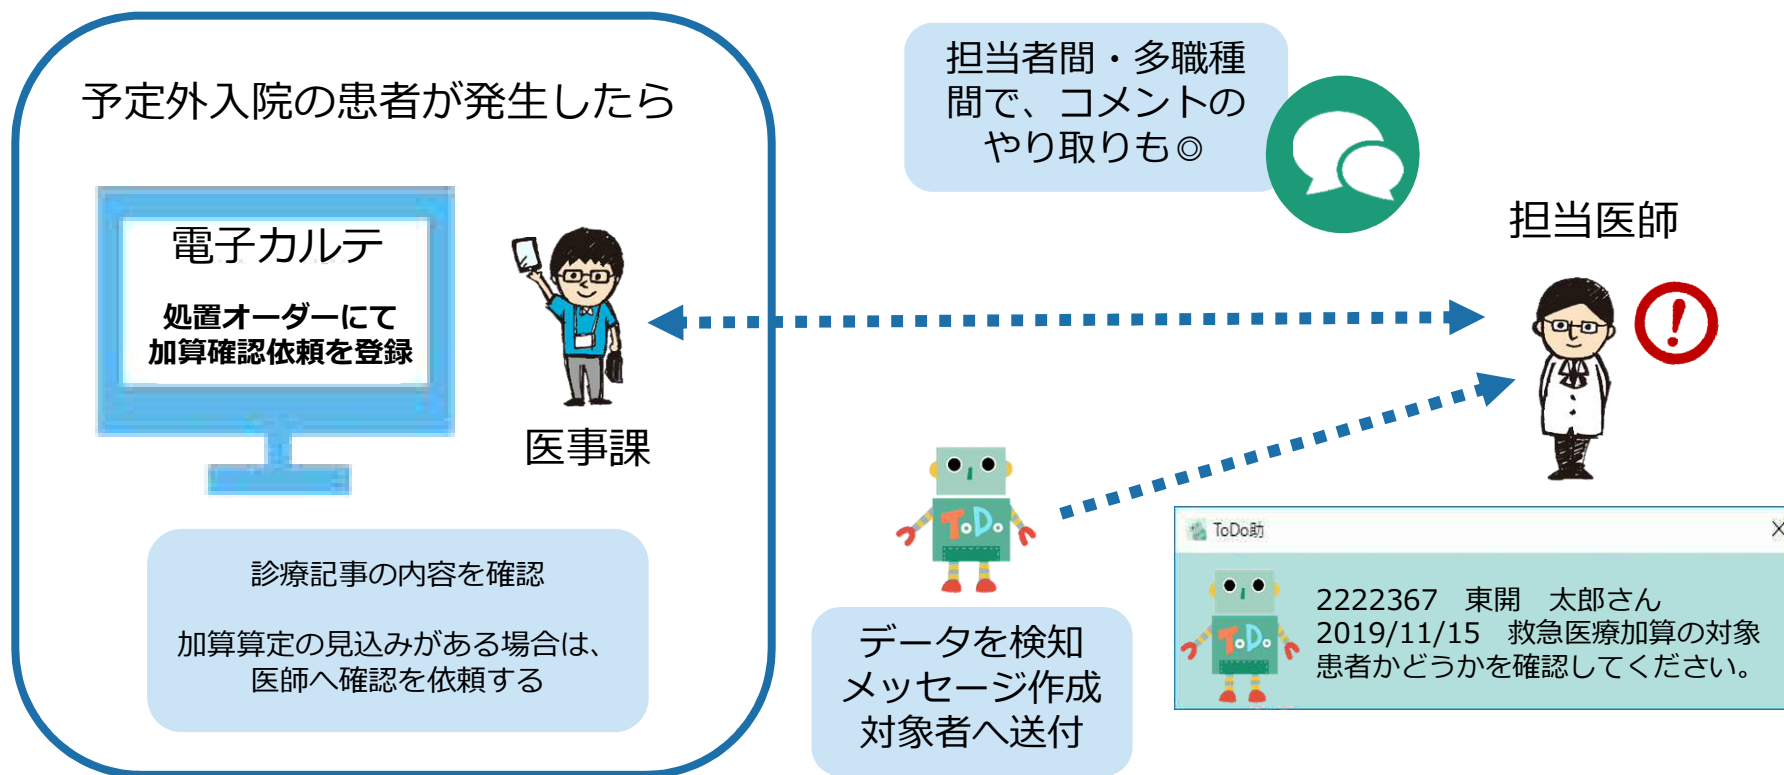 予定外入院の患者が発生したら
電子カルテ
処置オーダーにて
加算確認依頼を登録
医事課
診療記事の内容を確認
加算算定の見込みがある場合は、
医師へ確認を依頼する
担当者間・多職種
間で、コメントの
やり取りも◎
担当医師
ToDo
データを検知
メッセージ作成
対象者へ送付
ToDo助
ToDo
2222367 東開 太郎さん
2019/11/15 救急医療加算の対象
患者かどうかを確認してください。